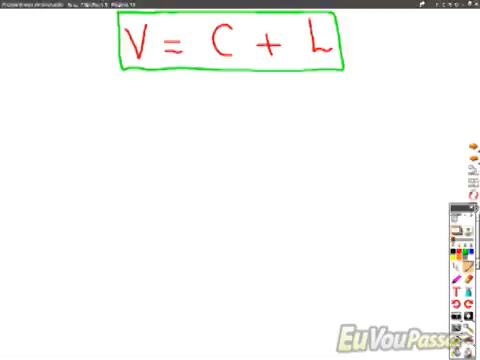 V = C + L
EuVouPassar